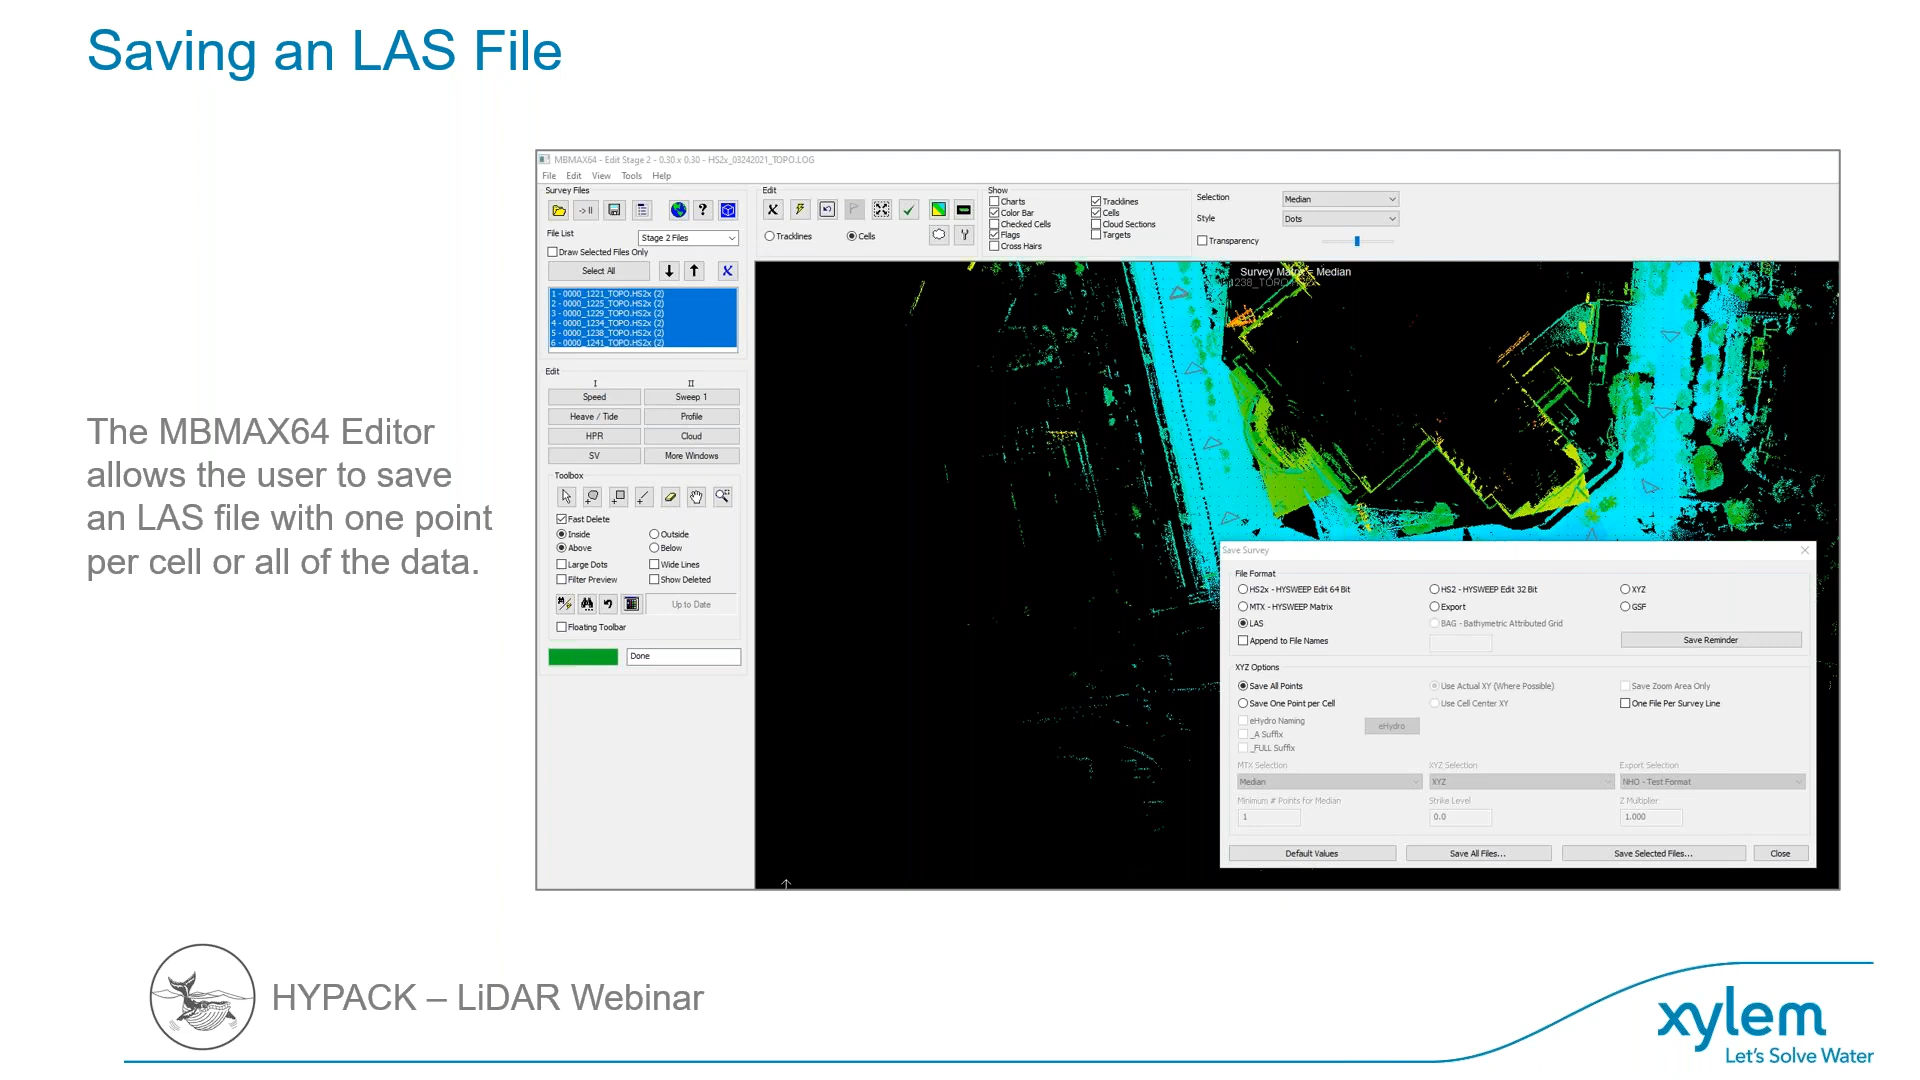 Saving an LAS File
The MBMAX64 Editor
allows the user to save
an LAS file with one point
per cell or all of the data.
MBMAX64 - Edit Stage 2 - 0.30 x 0.30 - HS2x_03242021_TOPO.LOG
File Edit View Tools Help
Survey Files
File List
Stage 2 Files
Draw Selected Files Only
Select All
1 - 0000_1221_TOPO.HS2x (2)
2 - 0000_1225_TOPO.HS2x (2)
3 - 0000_1229_TOPO.HS2x (2)
4 - 0000_1234_TOPO.HS2x (2)
5 - 0000_1238_TOPO.HS2x (2)
6 - 0000_1241_TOPO.HS2x (2)
Edit
I II
Speed Sweep 1
Heave / Tide Profile
HPR Cloud
SV More Windows
Toolbox
Fast Delete
Inside Outside
Above Below
Large Dots Wide Lines
Filter Preview Show Deleted
Up to Date
Floating Toolbar
Done
Edit
Tracklines Cells
Show
Charts Tracklines
Color Bar Cells
Checked Cells Cloud Sections
Flags Targets
Cross Hairs
Selection Median
Style Dots
Transparency
Survey Matrix = Median
Save Survey
File Format
HS2x - HYSWEEP Edit 64 Bit HS2 - HYSWEEP Edit 32 Bit XYZ
MTX - HYSWEEP Matrix Export GSF
LAS BAG - Bathymetric Attributed Grid
Append to File Names Save Reminder
XYZ Options
Save All Points Use Actual XY (Where Possible) Save Zoom Area Only
Save One Point per Cell Use Cell Center XY One File Per Survey Line
eHydro Naming eHydro
_A Suffix
_FULL Suffix
MTX Selection XYZ Selection Export Selection
Median XYZ NHO - Test Format
Minimum # Points for Median Strike Level Z Multiplier
1 0.0 1.000
Default Values Save All Files... Save Selected Files... Close
HYPACK – LiDAR Webinar
xylem
Let's Solve Water